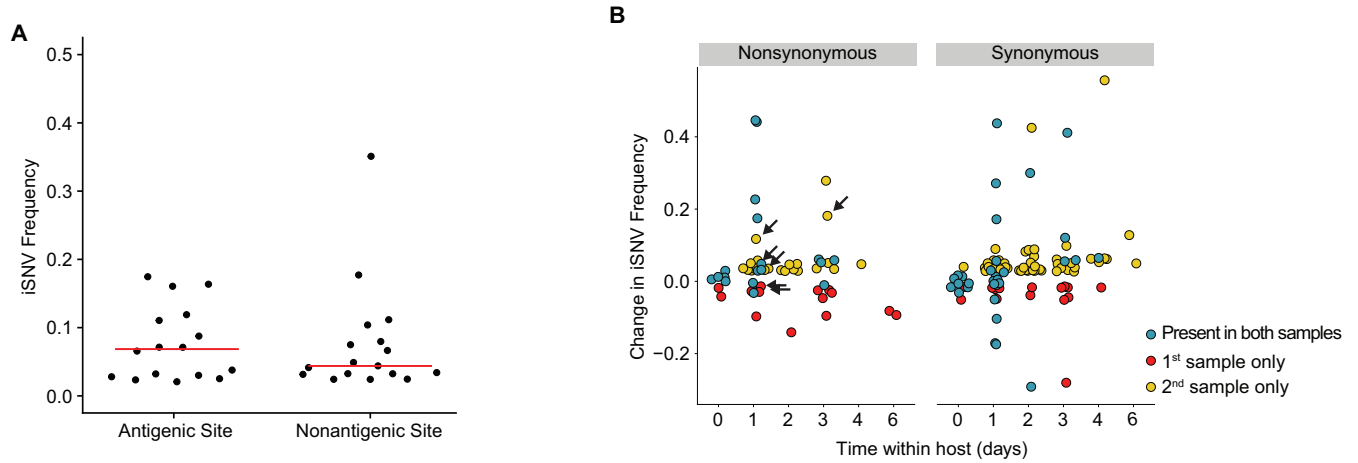 A
iSNV Frequency
0.5
0.4
0.3
0.2
0.1
0.0
Antigenic Site Nonantigenic Site
B
Nonsynonymous Synonymous
Change in iSNV Frequency
0.4
0.2
0.0
−0.2
0 1 2 3 4 6 0 1 2 3 4 6
Time within host (days)
Present in both samples
1st sample only
2nd sample only